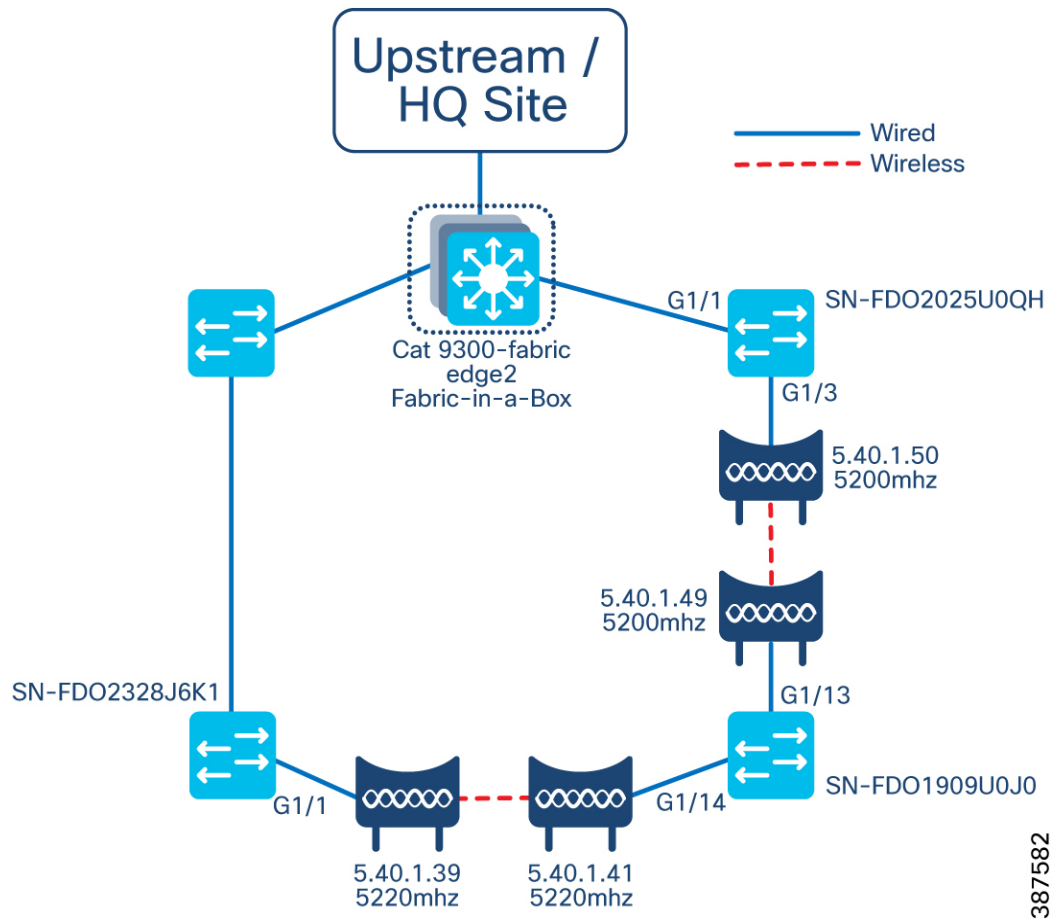 Upstream /
HQ Site
Wired
Wireless
G1/1
SN-FDO2025U0QH
Cat 9300-fabric
edge2
Fabric-in-a-Box
G1/3
5.40.1.50
5200mhz
5.40.1.49
5200mhz
SN-FDO2328J6K1
G1/13
G1/1
G1/14
SN-FDO1909U0J0
5.40.1.39
5220mhz
5.40.1.41
5220mhz
387582